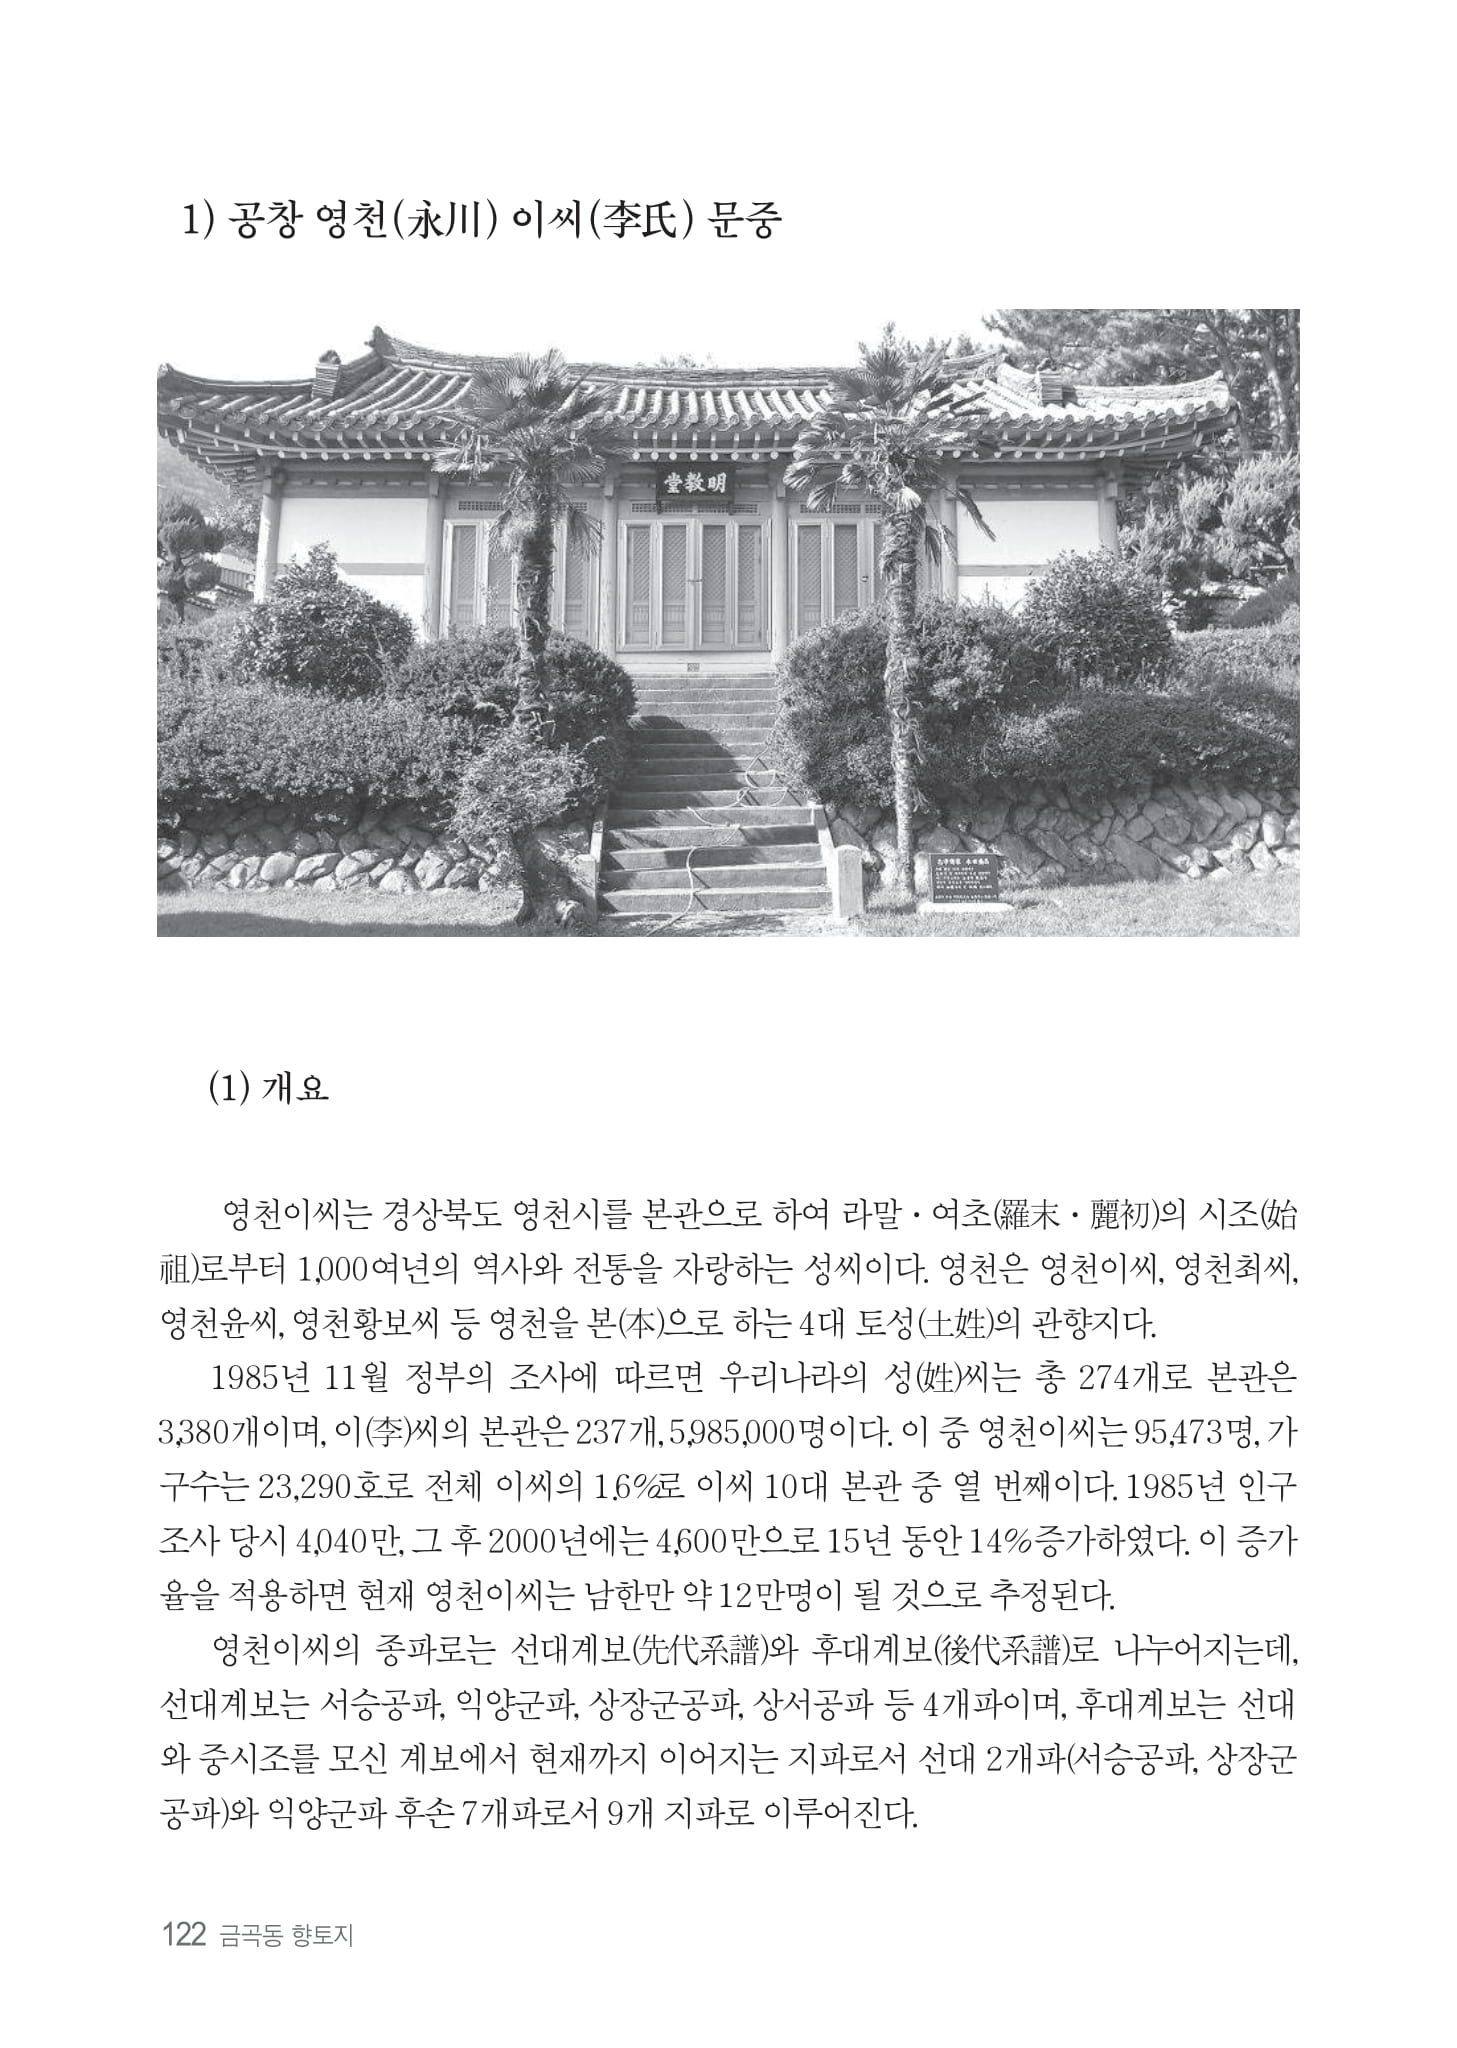 1) 공창 영천(永川) 이씨(李氏) 문중
堂敎明
(1) 개요
영천이씨는 경상북도 영천시를 본관으로 하여 라말·여초(羅末·麗初)의 시조(始
祖)로부터 1,000여년의 역사와 전통을 자랑하는 성씨이다. 영천은 영천이씨, 영천최씨,
영천윤씨, 영천황보씨 등 영천을 본(本)으로 하는 4대 토성(土姓)의 관향지다.
1985년 11월 정부의 조사에 따르면 우리나라의 성(姓)씨는 총 274개로 본관은
3,380개이며, 이(李)씨의 본관은 237개, 5,985,000명이다. 이 중 영천이씨는 95,473명, 가
구수는 23,290호로 전체 이씨의 1.6%로 이씨 10대 본관 중 열 번째이다. 1985년 인구
조사 당시 4,040만, 그 후 2000년에는 4,600만으로 15년 동안 14%증가하였다. 이 증가
율을 적용하면 현재 영천이씨는 남한만 약 12만명이 될 것으로 추정된다.
영천이씨의 종파로는 선대계보(先代系譜)와 후대계보(後代系譜)로 나누어지는데,
선대계보는 서승공파, 익양군파, 상장군공파, 상서공파 등 4개파이며, 후대계보는 선대
와 중시조를 모신 계보에서 현재까지 이어지는 지파로서 선대 2개파(서승공파, 상장군
공파)와 익양군파 후손 7개파로서 9개 지파로 이루어진다.
122 금곡동 향토지